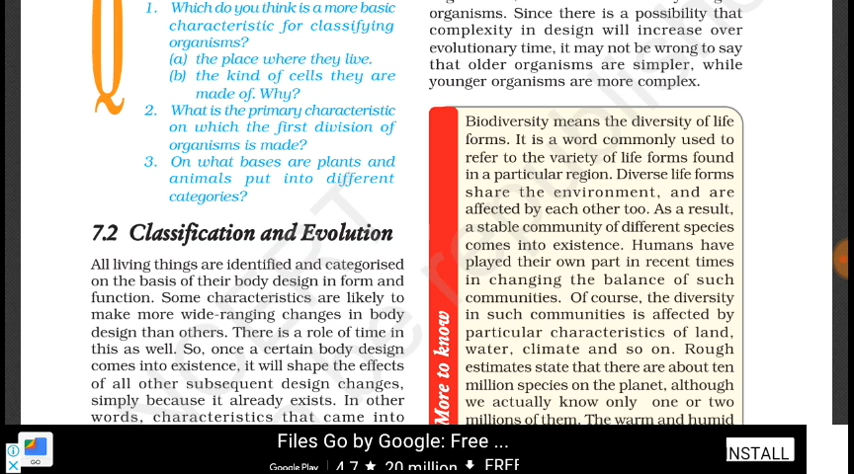 1. Which do you think is a more basic
characteristic for classifying
organisms?
(a) the place where they live.
(b) the kind of cells they are
made of. Why?
2. What is the primary characteristic
on which the first division of
organisms is made?
3. On what bases are plants and
animals put into different
categories?
7.2 Classification and Evolution
All living things are identified and categorised
on the basis of their body design in form and
function. Some characteristics are likely to
make more wide-ranging changes in body
design than others. There is a role of time in
this as well. So, once a certain body design
comes into existence, it will shape the effects
of all other subsequent design changes,
simply because it already exists. In other
words, characteristics that came into
organisms. Since there is a possibility that
complexity in design will increase over
evolutionary time, it may not be wrong to say
that older organisms are simpler, while
younger organisms are more complex.
More to know
Biodiversity means the diversity of life
forms. It is a word commonly used to
refer to the variety of life forms found
in a particular region. Diverse life forms
share the environment, and are
affected by each other too. As a result,
a stable community of different species
comes into existence. Humans have
played their own part in recent times
in changing the balance of such
communities. Of course, the diversity
in such communities is affected by
particular characteristics of land,
water, climate and so on. Rough
estimates state that there are about ten
million species on the planet, although
we actually know only one or two
millions of them. The warm and humid
Files Go by Google: Free ...
Google Play 4.7 ★ 20 million FREE
INSTALL
GO